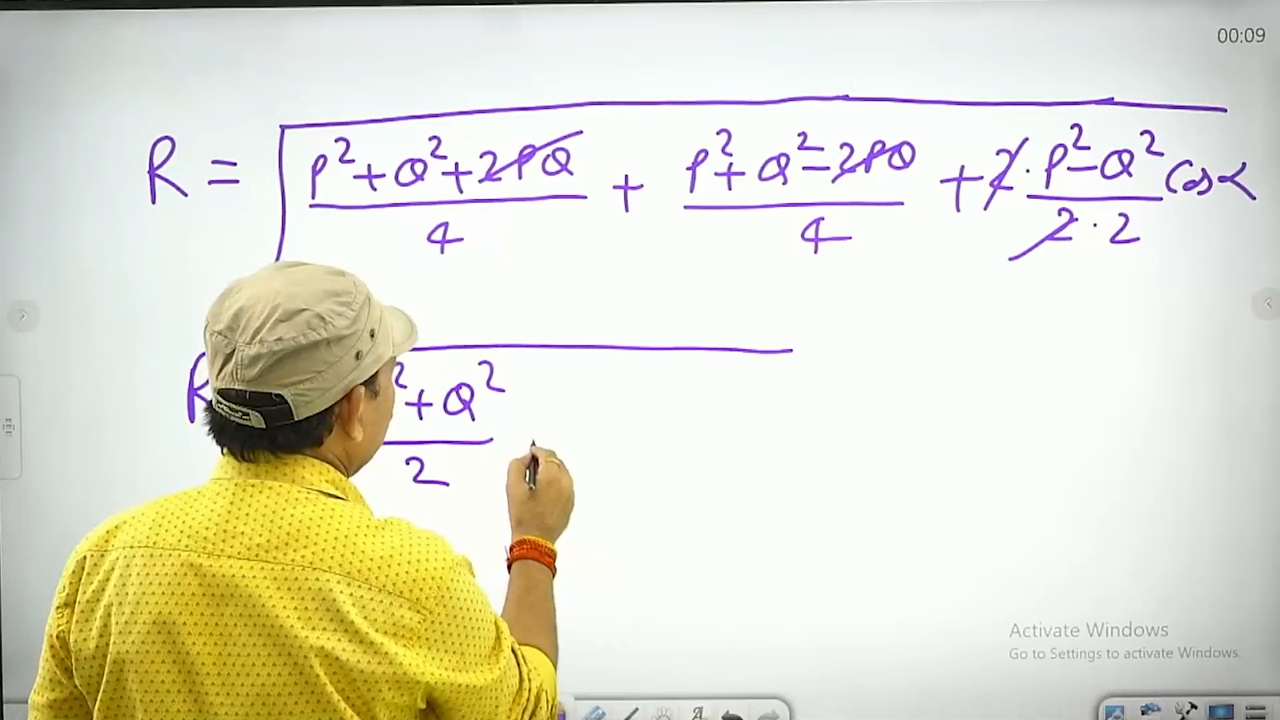 00:09
R = √ P² + Q² + 2PQ / 4 + P² + Q² - 2PQ / 4 + 2 · P² - Q² / 2 · 2 Cos α
R ² + Q² / 2
Activate Windows
Go to Settings to activate Windows.